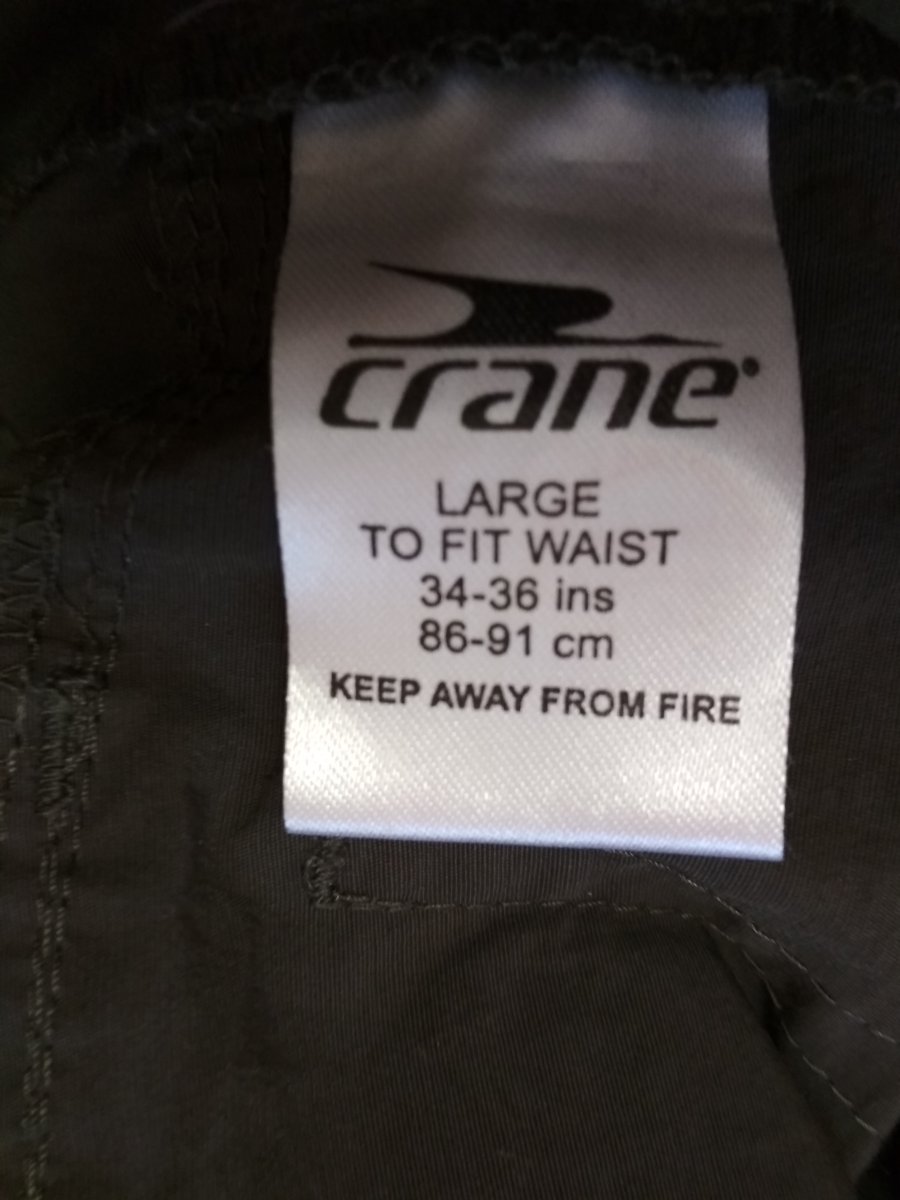 crane
LARGE
TO FIT WAIST
34-36 ins
86-91 cm
KEEP AWAY FROM FIRE